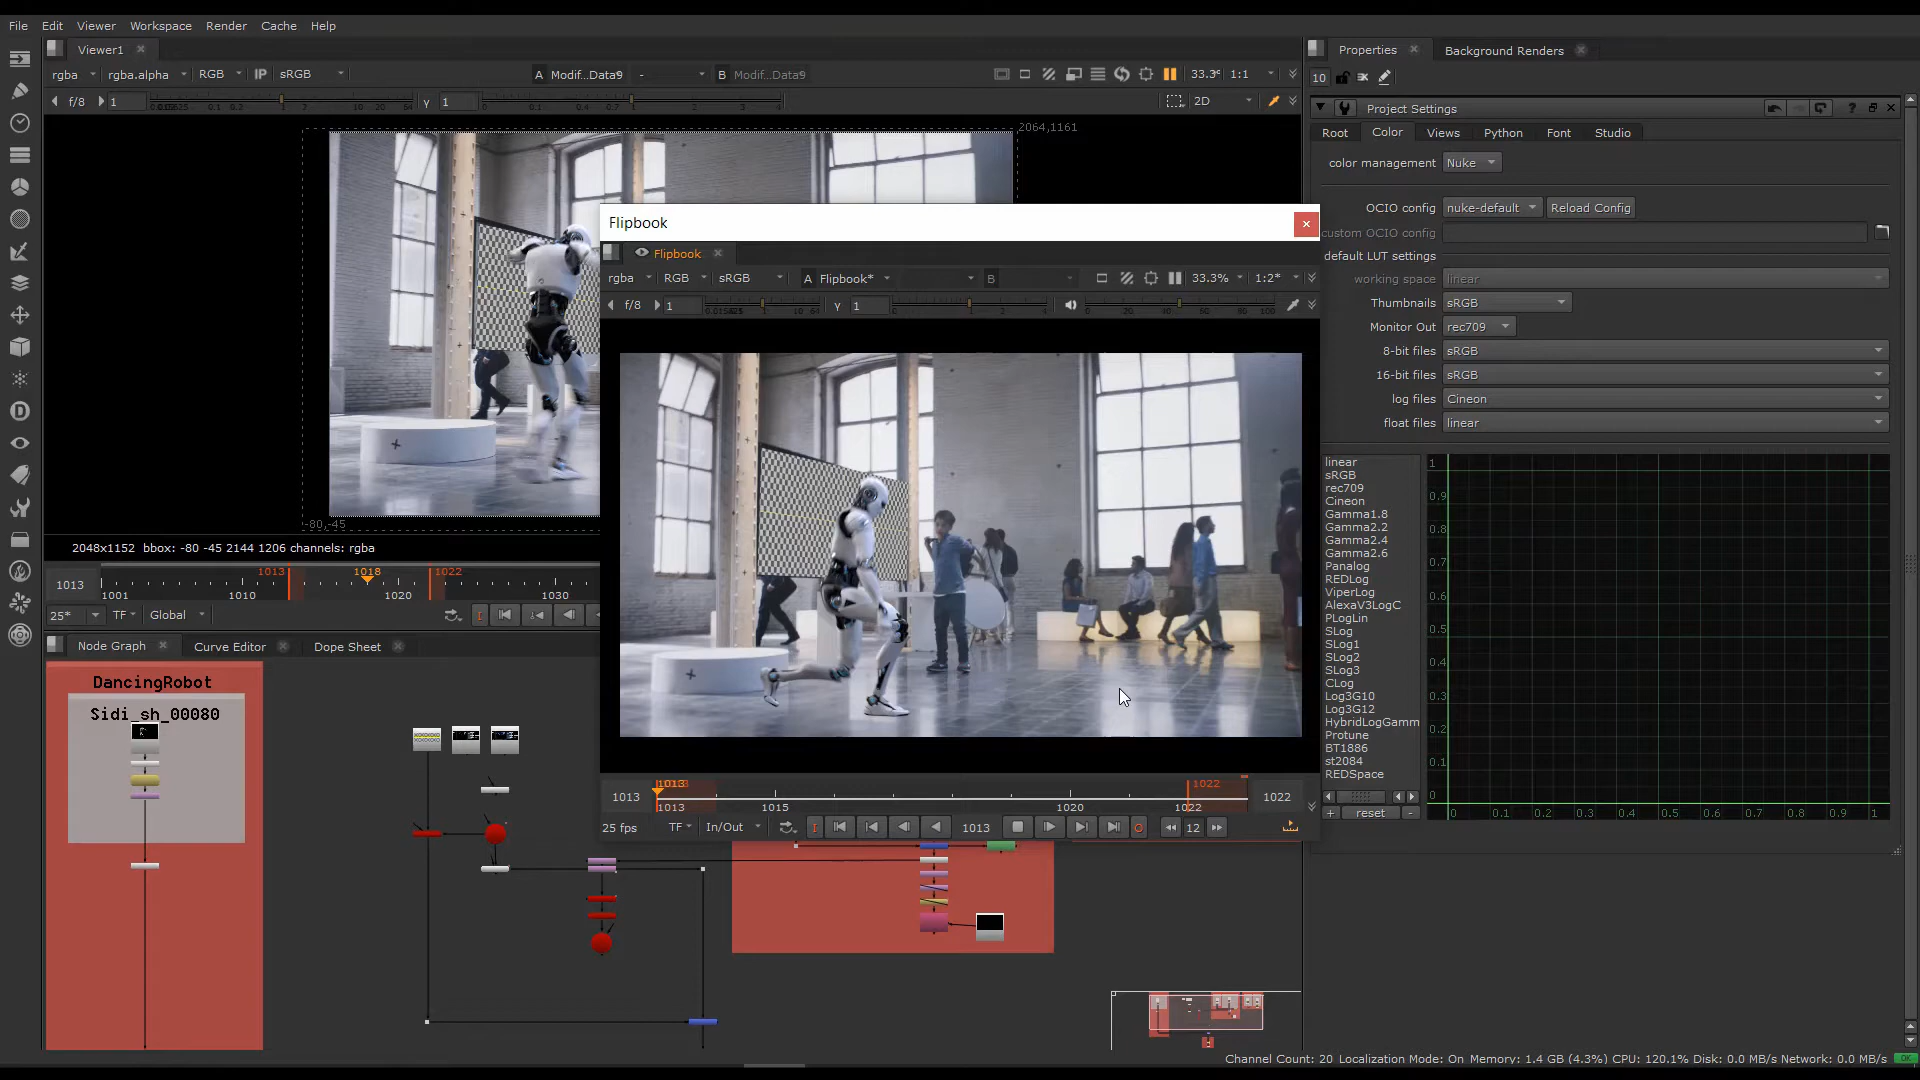 File Edit Viewer Workspace Render Cache Help
Viewer1
rgba rgba.alpha RGB IP sRGB A Modif...Data9 - B Modif...Data9 33.3% 1:1
f/8 1 γ 1 2D
2064,1161
-80,-45
2048x1152 bbox: -80 -45 2144 1206 channels: rgba
1013 1001 1010 1013 1018 1020 1022 1030
25* TF Global
Flipbook
Flipbook
rgba RGB sRGB A Flipbook* B 33.3% 1:2*
f/8 1 γ 1
1013 1013 1013 1015 1020 1022 1022 1022
25 fps TF In/Out 1013 12
Node Graph Curve Editor Dope Sheet
DancingRobot
Sidi_sh_00080
Properties Background Renders
10
Project Settings
Root Color Views Python Font Studio
color management Nuke
OCIO config nuke-default Reload Config
custom OCIO config
default LUT settings
working space linear
Thumbnails sRGB
Monitor Out rec709
8-bit files sRGB
16-bit files sRGB
log files Cineon
float files linear
linear
sRGB
rec709
Cineon
Gamma1.8
Gamma2.2
Gamma2.4
Gamma2.6
Panalog
REDLog
ViperLog
AlexaV3LogC
PLogLin
SLog
SLog1
SLog2
SLog3
CLog
Log3G10
Log3G12
HybridLogGamm
Protune
BT1886
st2084
REDSpace
+ reset -
1
0.9
0.8
0.7
0.6
0.5
0.4
0.3
0.2
0.1
0
0 0.1 0.2 0.3 0.4 0.5 0.6 0.7 0.8 0.9 1
Channel Count: 20 Localization Mode: On Memory: 1.4 GB (4.3%) CPU: 120.1% Disk: 0.0 MB/s Network: 0.0 MB/s